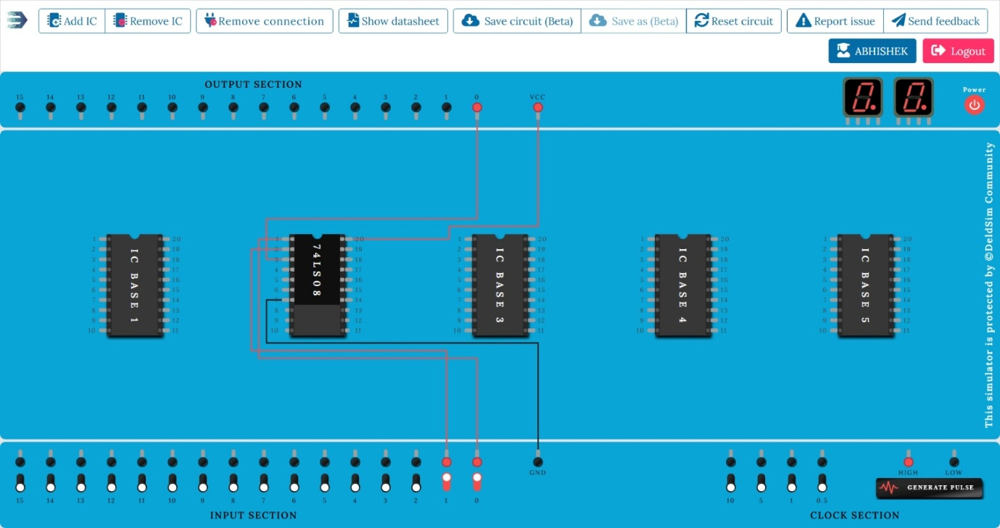 Add IC Remove IC Remove connection Show datasheet Save circuit (Beta) Save as (Beta) Reset circuit Report issue Send feedback
ABHISHEK Logout
OUTPUT SECTION
15 14 13 12 11 10 9 8 7 6 5 4 3 2 1 0 VCC
Power
This simulator is protected by ©DeldSim Community
1 20 1 20 1 20 1 20 1 20
2 19 2 19 2 19 2 19 2 19
3 18 3 18 3 18 3 18 3 18
4 17 4 17 4 17 4 17 4 17
5 16 5 16 5 16 5 16 5 16
6 15 6 15 6 15 6 15 6 15
7 14 14 7 14 7 14 7 14
8 13 8 13 8 13 8 13 8 13
9 12 9 12 9 12 9 12 9 12
10 11 10 11 10 11 10 11 10 11
IC BASE 1
74LS08
IC BASE 3
IC BASE 4
IC BASE 5
GND
HIGH LOW
GENERATE PULSE
15 14 13 12 11 10 9 8 7 6 5 4 3 2 1 0 10 5 1 0.5
INPUT SECTION CLOCK SECTION